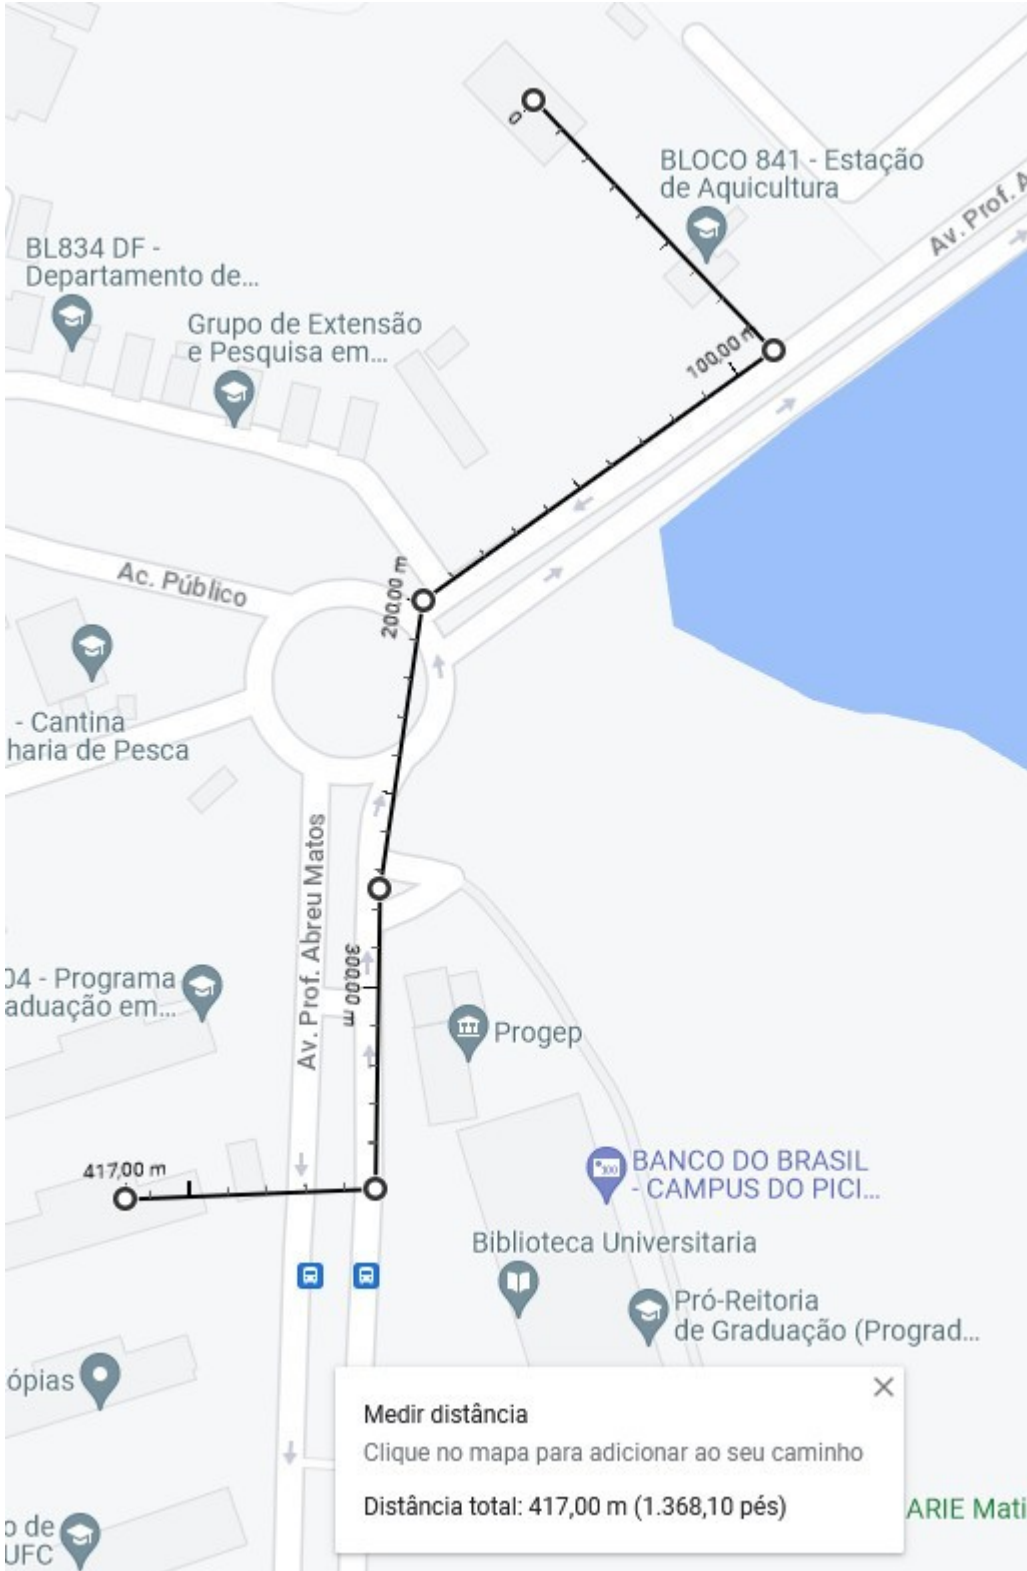 0
BLOCO 841 - Estação
de Aquicultura
Av. Prof. A
BL834 DF -
Departamento de...
Grupo de Extensão
e Pesquisa em...
100,00 m
Ac. Público
200,00 m
- Cantina
haria de Pesca
Av. Prof. Abreu Matos
04 - Programa
aduação em...
300,00 m
Progep
417,00 m
BANCO DO BRASIL
- CAMPUS DO PICI...
Biblioteca Universitaria
Pró-Reitoria
de Graduação (Prograd...
ópias
Medir distância
Clique no mapa para adicionar ao seu caminho
Distância total: 417,00 m (1.368,10 pés)
ARIE Mati
o de
UFC